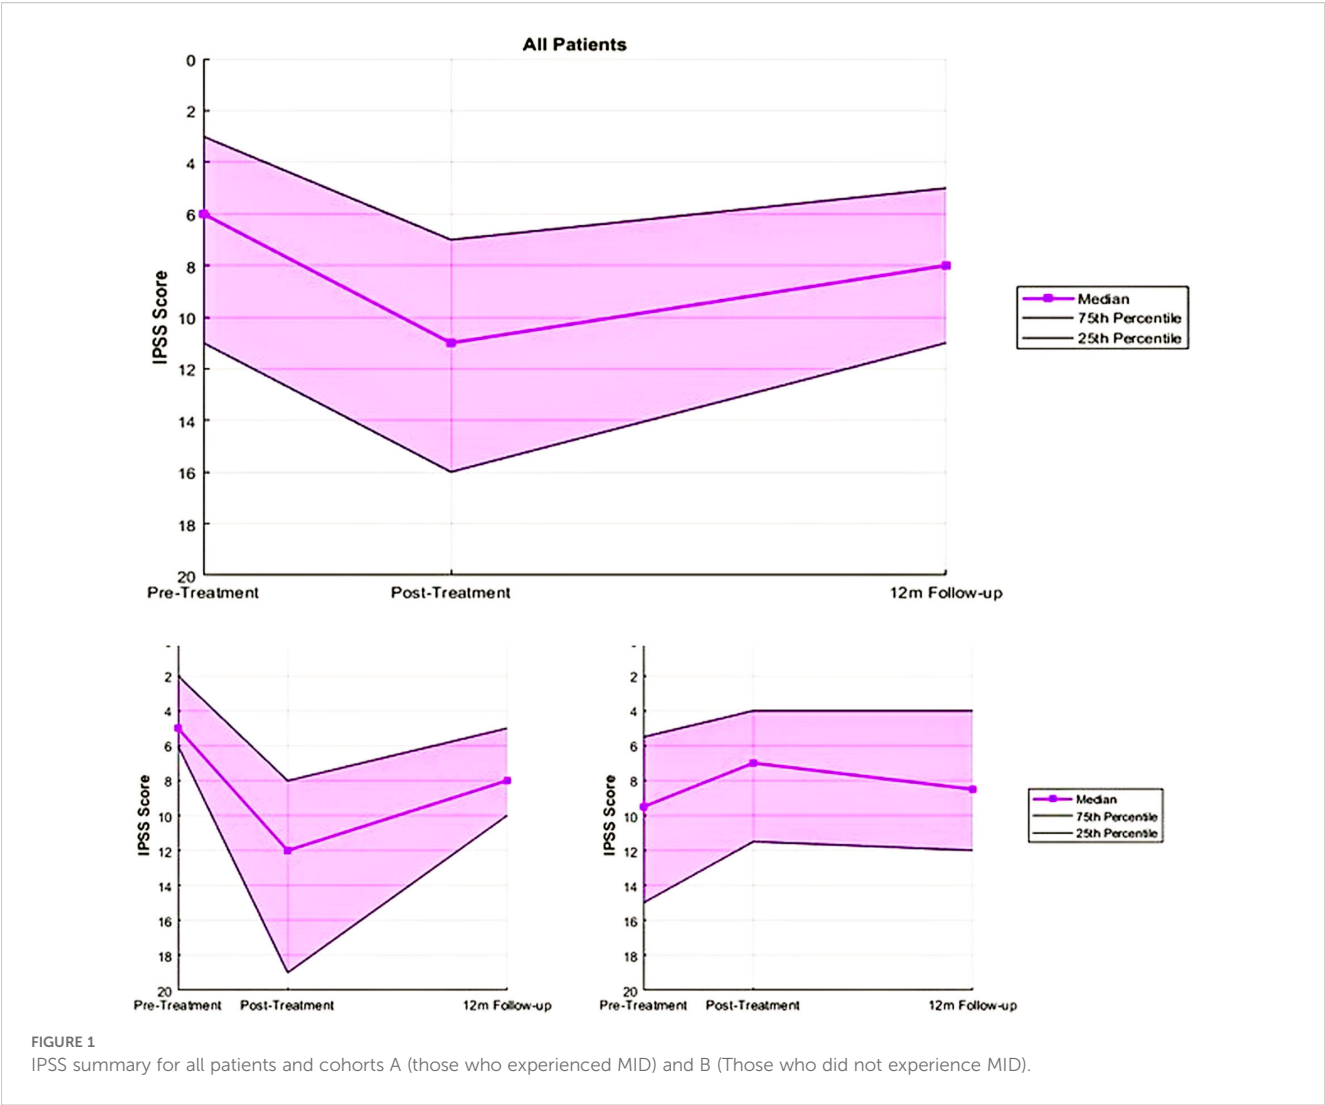 All Patients
0
2
4
6
8
10
12
14
16
18
20
IPSS Score
Pre-Treatment Post-Treatment 12m Follow-up
Median
75th Percentile
25th Percentile
2
4
6
8
10
12
14
16
18
20
IPSS Score
Pre-Treatment Post-Treatment 12m Follow-up
2
4
6
8
10
12
14
16
18
20
IPSS Score
Pre-Treatment Post-Treatment 12m Follow-up
Median
75th Percentile
25th Percentile
FIGURE 1
IPSS summary for all patients and cohorts A (those who experienced MID) and B (Those who did not experience MID).